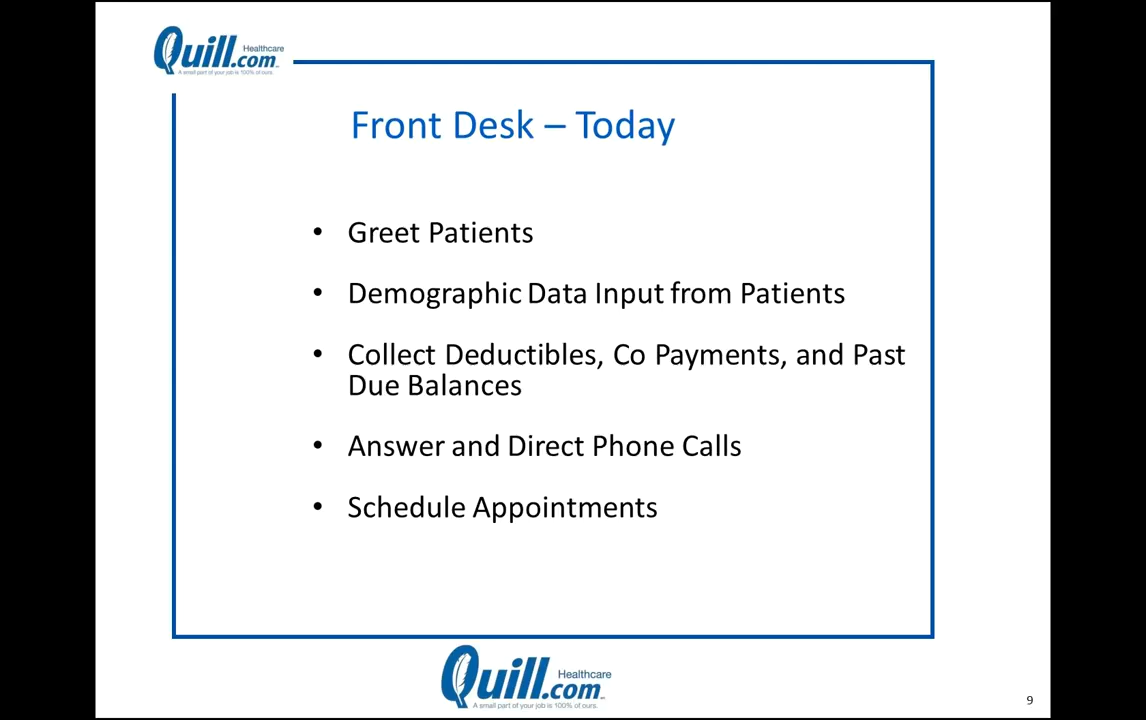 Quill.com Healthcare
A small part of your job is 100% of ours.
Front Desk – Today
• Greet Patients
• Demographic Data Input from Patients
• Collect Deductibles, Co Payments, and Past
Due Balances
• Answer and Direct Phone Calls
• Schedule Appointments
Quill.com Healthcare
A small part of your job is 100% of ours.
9